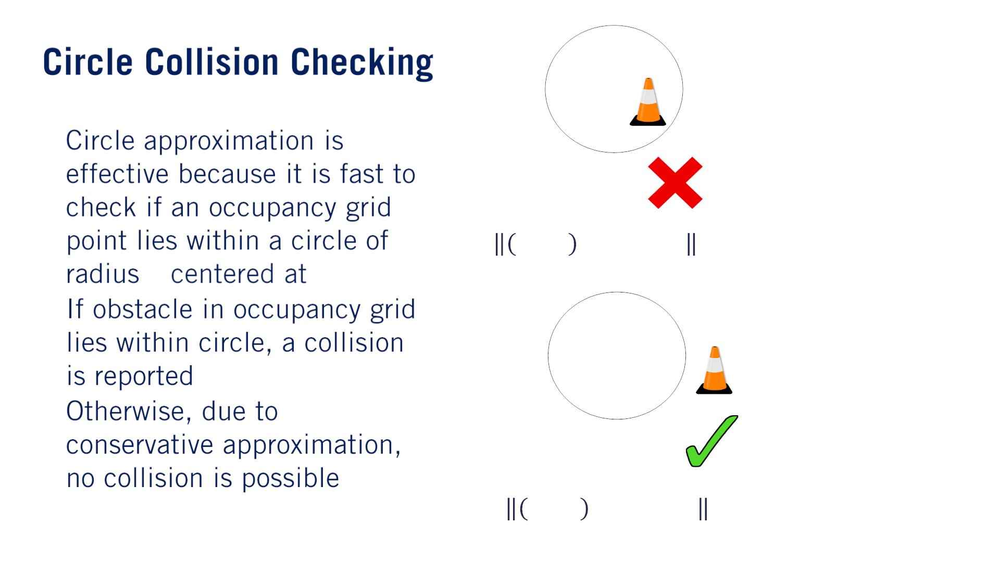 Circle Collision Checking
Circle approximation is
effective because it is fast to
check if an occupancy grid
point lies within a circle of
radius centered at
If obstacle in occupancy grid
lies within circle, a collision
is reported
Otherwise, due to
conservative approximation,
no collision is possible
‖( ) ‖
‖( ) ‖